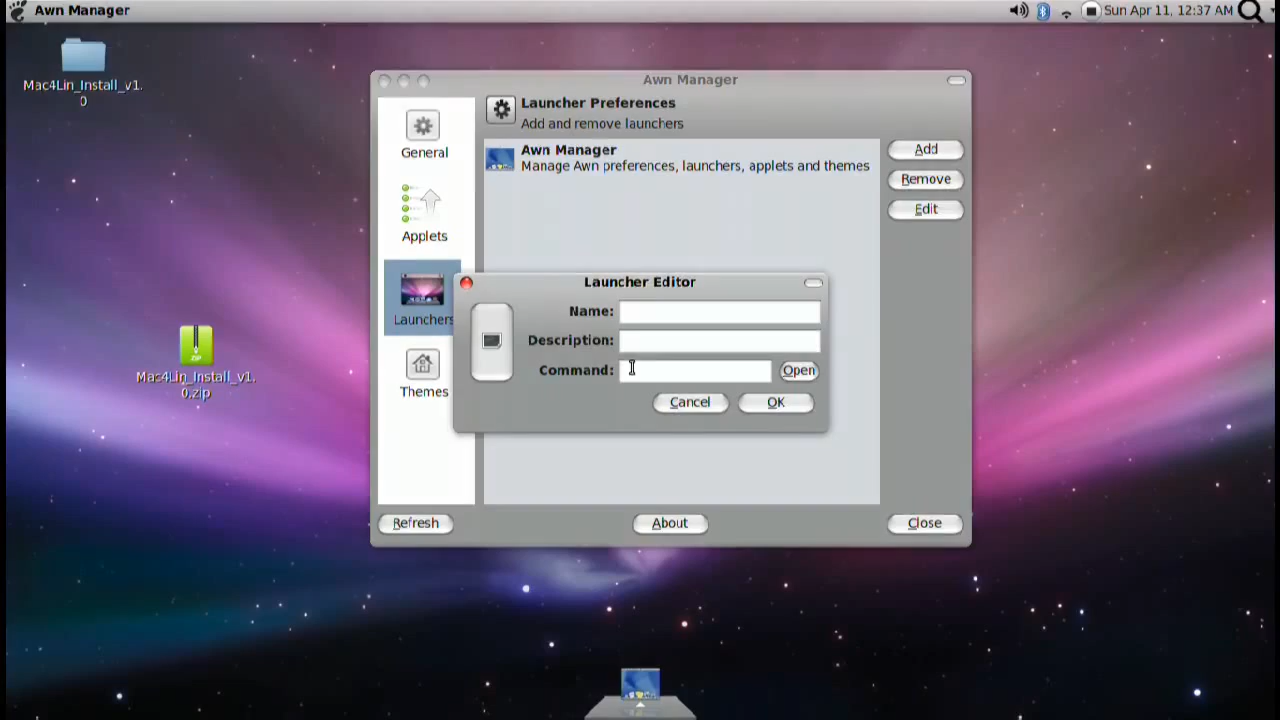 Awn Manager
Sun Apr 11, 12:37 AM
Mac4Lin_Install_v1.
0
Awn Manager
Launcher Preferences
Add and remove launchers
General
Awn Manager
Manage Awn preferences, launchers, applets and themes
Add
Remove
Edit
Applets
Launchers
Themes
Launcher Editor
Name:
Description:
Command:
Open
Cancel
OK
ZIP
Mac4Lin_Install_v1.
0.zip
Refresh
About
Close